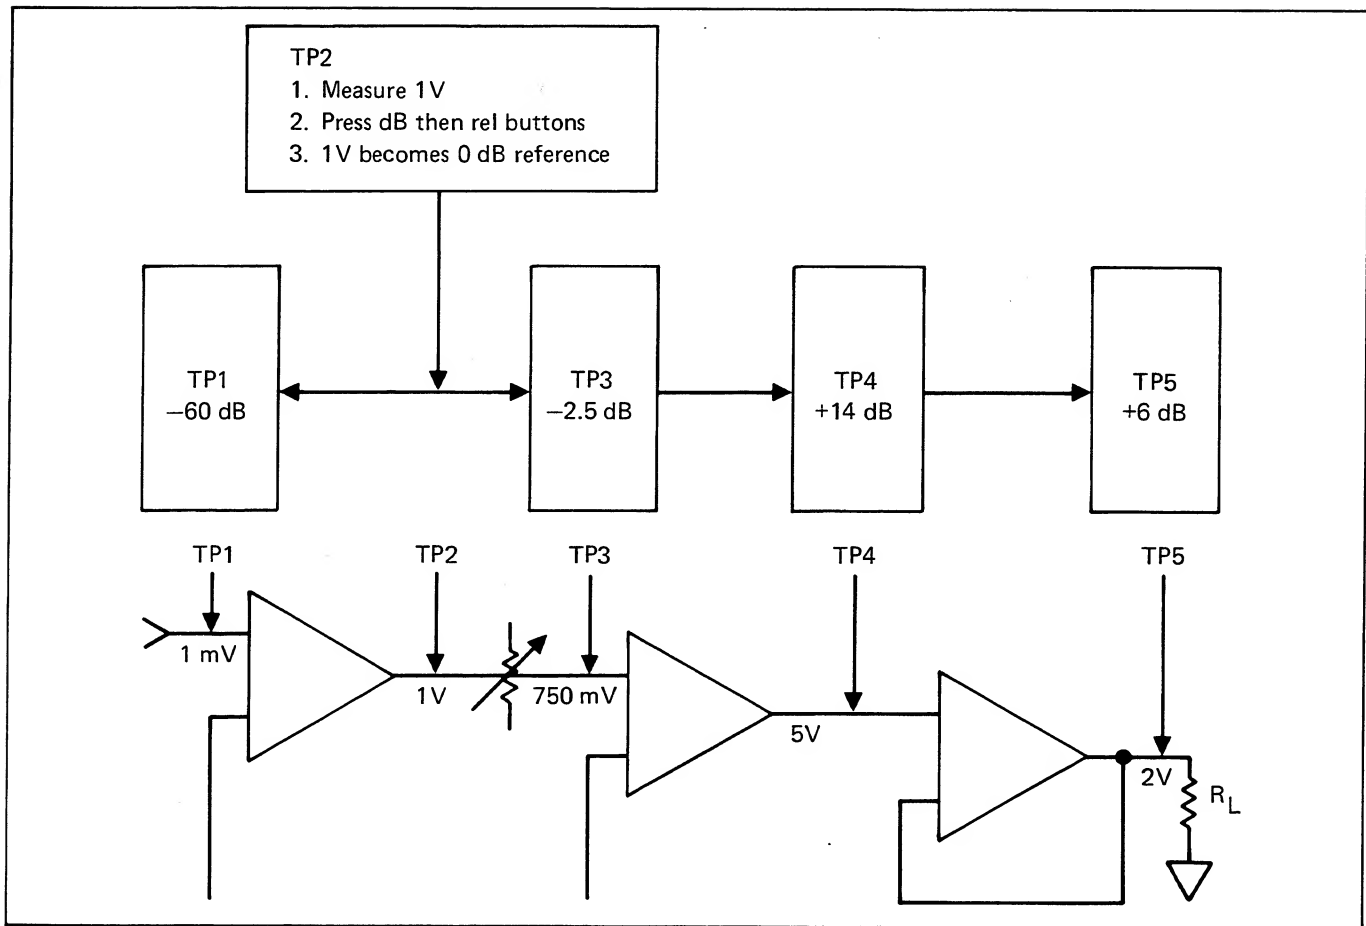 TP2
1. Measure 1V
2. Press dB then rel buttons
3. 1V becomes 0 dB reference
TP1
−60 dB
TP3
−2.5 dB
TP4
+14 dB
TP5
+6 dB
TP1
TP2
TP3
TP4
TP5
1 mV
1V
750 mV
5V
2V
RL